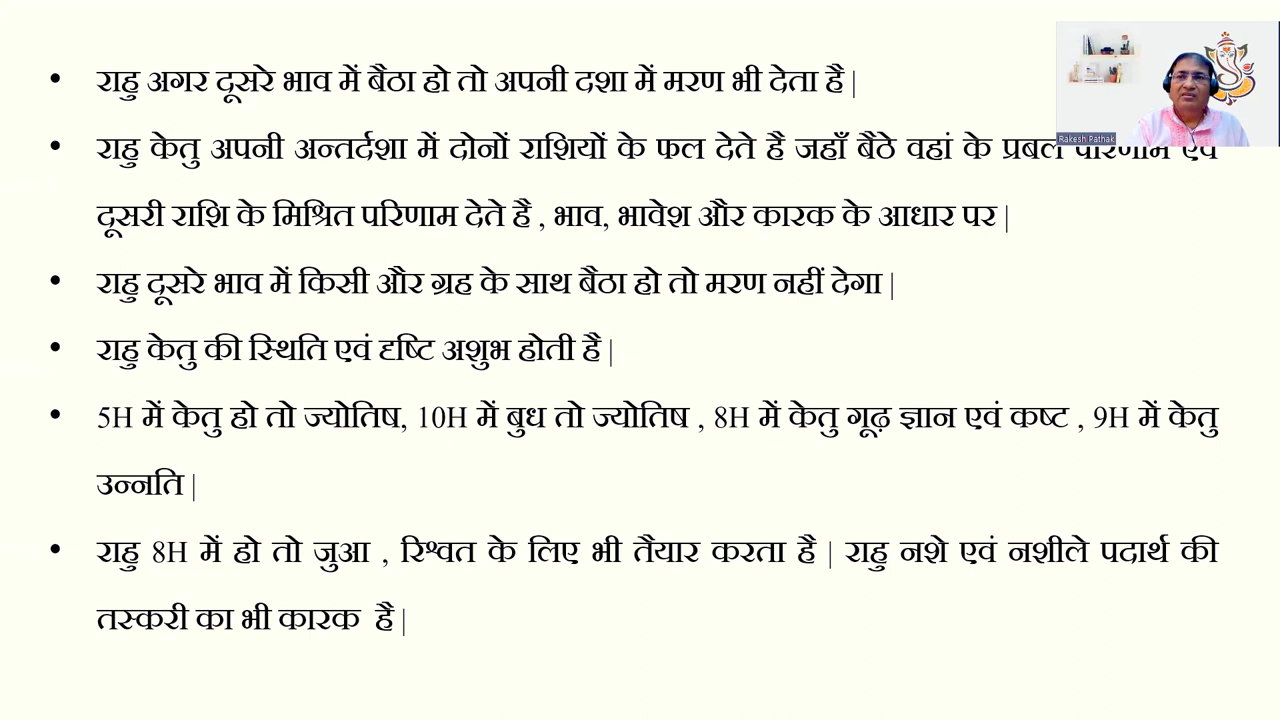 • राहु अगर दूसरे भाव में बैठा हो तो अपनी दशा में मरण भी देता है |
• राहु केतु अपनी अन्तर्दशा में दोनों राशियों के फल देते है जहाँ बैठे वहां के प्रबल परिणाम एवं
दूसरी राशि के मिश्रित परिणाम देते है , भाव, भावेश और कारक के आधार पर |
• राहु दूसरे भाव में किसी और ग्रह के साथ बैठा हो तो मरण नहीं देगा |
• राहु केतु की स्थिति एवं दृष्टि अशुभ होती है |
• 5H में केतु हो तो ज्योतिष, 10H में बुध तो ज्योतिष , 8H में केतु गूढ़ ज्ञान एवं कष्ट , 9H में केतु
उन्नति |
• राहु 8H में हो तो जुआ , रिश्वत के लिए भी तैयार करता है | राहु नशे एवं नशीले पदार्थ की
तस्करी का भी कारक है |
Rakesh Pathak